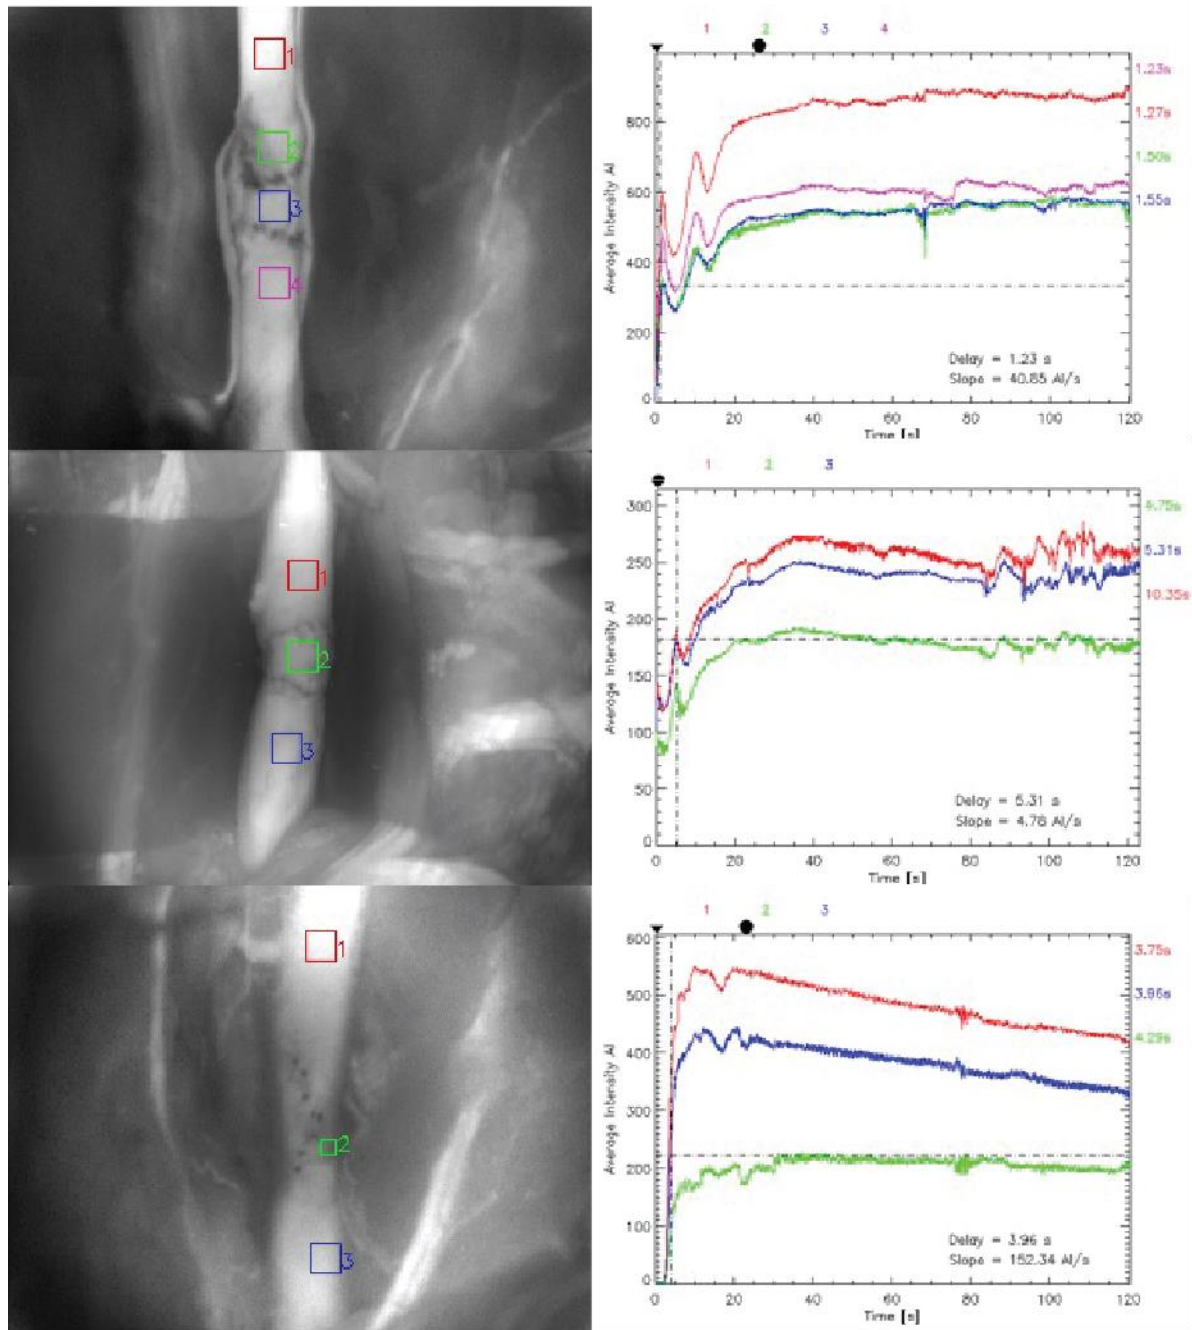 1
2
3
4
1 2 3 4
Average Intensity AI
800
600
400
200
0
1.23s
1.27s
1.50s
1.55s
Delay = 1.23 s
Slope = 40.85 AI/s
0 20 40 60 80 100 120
Time [s]
1
2
3
1 2 3
Average Intensity AI
300
250
200
150
100
50
0
5.31s
10.35s
Delay = 5.31 s
Slope = 4.78 AI/s
0 20 40 60 80 100 120
Time [s]
1
2
3
1 2 3
Average Intensity AI
600
500
400
300
200
100
0
3.75s
3.96s
4.29s
Delay = 3.96 s
Slope = 152.34 AI/s
0 20 40 60 80 100 120
Time [s]